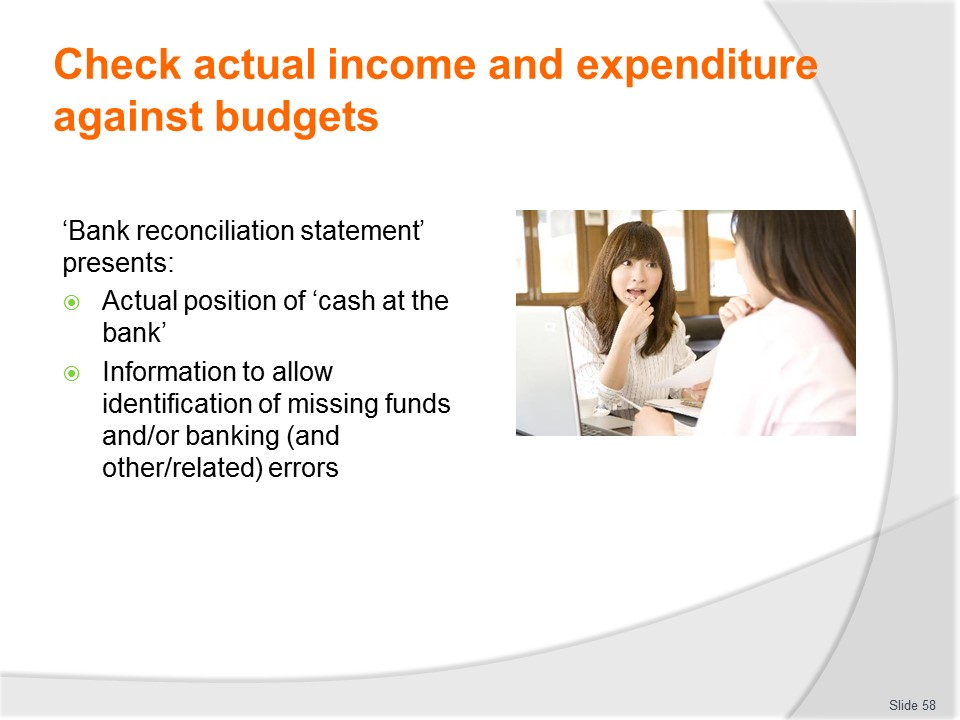 Check actual income and expenditure
against budgets
‘Bank reconciliation statement’
presents:
Actual position of ‘cash at the
bank’
Information to allow
identification of missing funds
and/or banking (and
other/related) errors
Slide 58